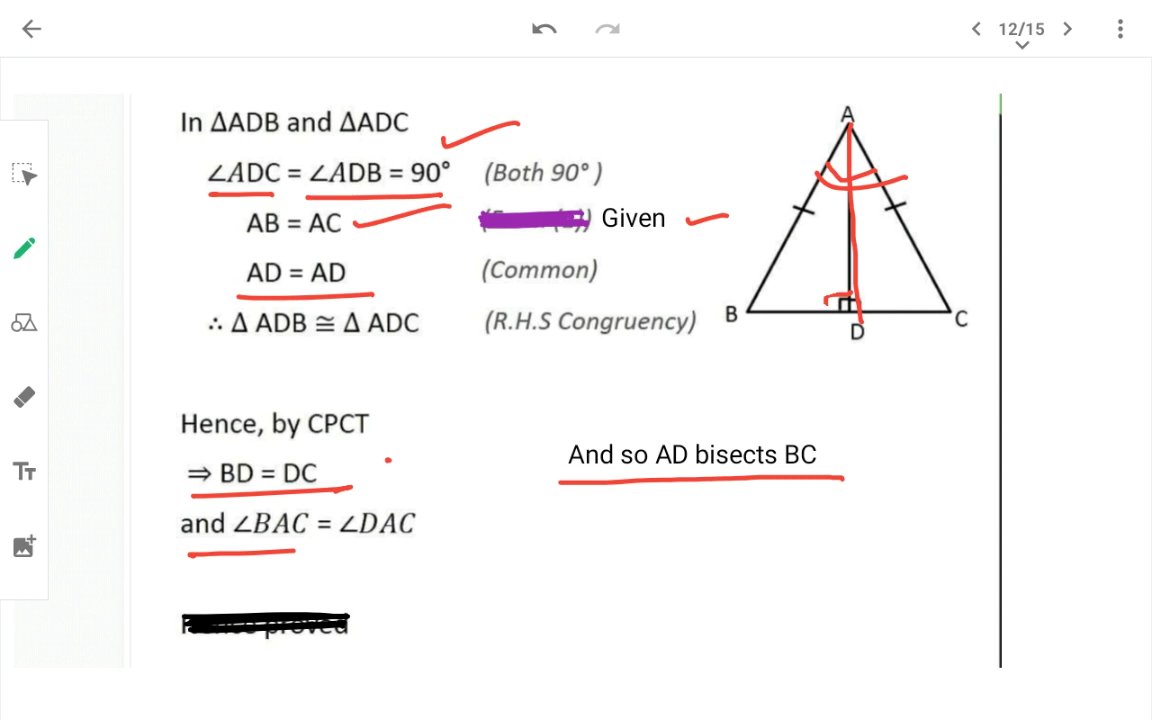 12/15
In ΔADB and ΔADC
∠ADC = ∠ADB = 90° (Both 90°)
AB = AC Given
AD = AD (Common)
∴ Δ ADB ≅ Δ ADC (R.H.S Congruency)
A
B
D
C
Hence, by CPCT
⇒ BD = DC And so AD bisects BC
and ∠BAC = ∠DAC
Tт